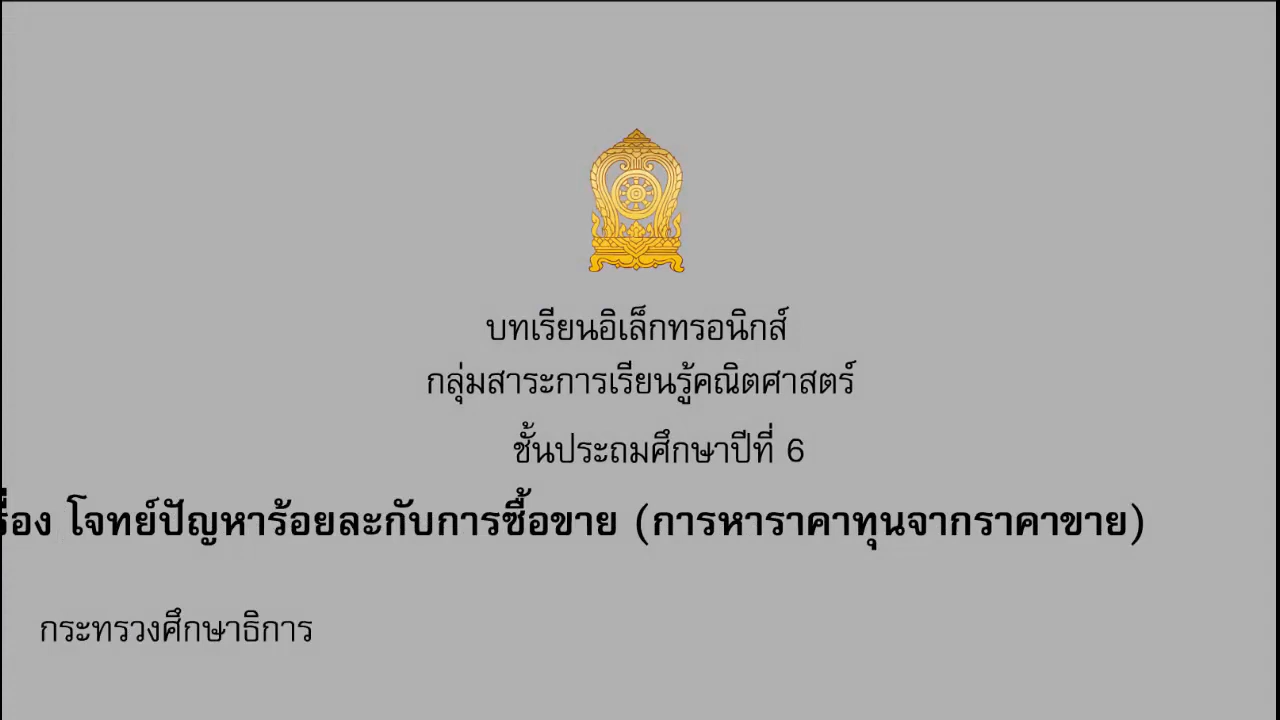 บทเรียนอิเล็กทรอนิกส์
กลุ่มสาระการเรียนรู้คณิตศาสตร์
ชั้นประถมศึกษาปีที่ 6
โจทย์ปัญหาร้อยละกับการซื้อขาย (การหาราคาทุนจากราคาขาย)
กระทรวงศึกษาธิการ